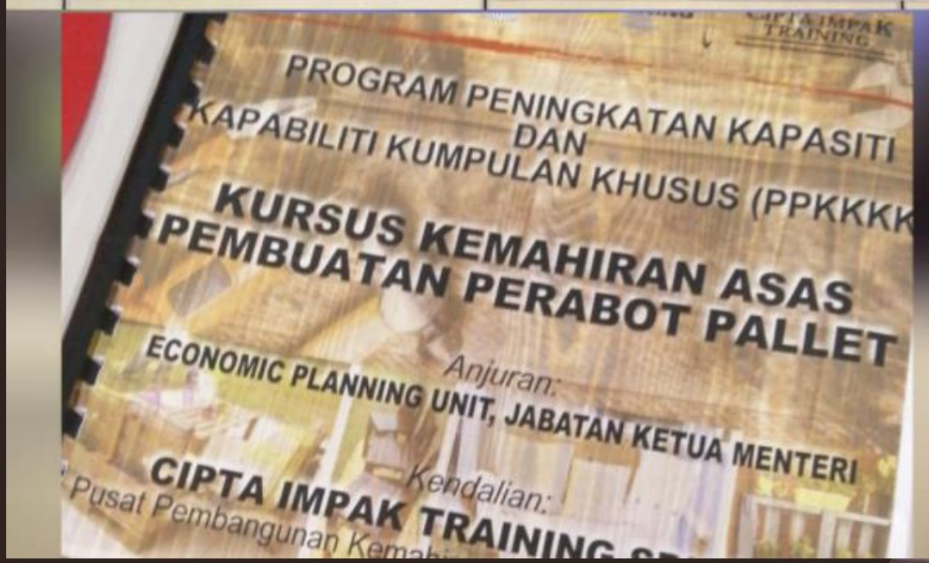 CIPTA IMPAK
TRAINING
PROGRAM PENINGKATAN KAPASITI
DAN
KAPABILITI KUMPULAN KHUSUS (PPKKKK
KURSUS KEMAHIRAN ASAS
PEMBUATAN PERABOT PALLET
Anjuran:
ECONOMIC PLANNING UNIT, JABATAN KETUA MENTERI
Kendalian:
CIPTA IMPAK TRAINING
Pusat Pembangunan